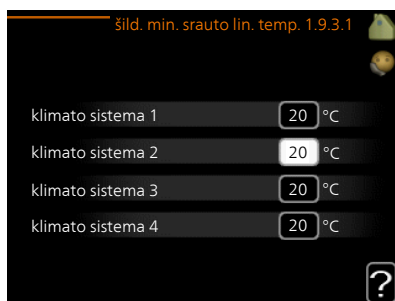 šild. min. srauto lin. temp. 1.9.3.1
klimato sistema 1 20 °C
klimato sistema 2 20 °C
klimato sistema 3 20 °C
klimato sistema 4 20 °C
?